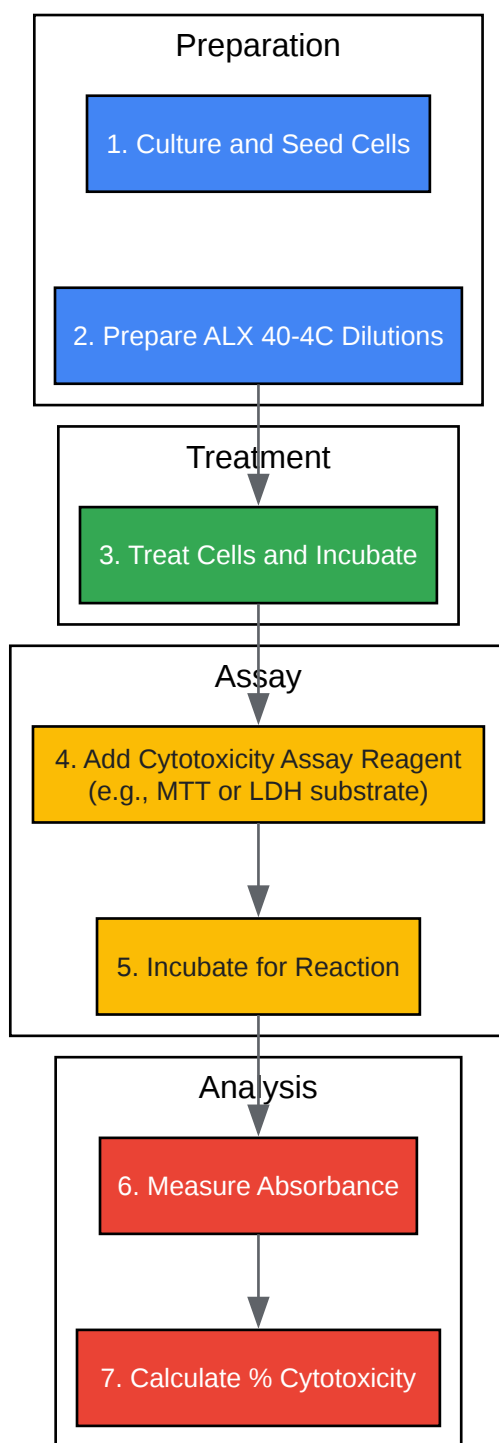 Preparation
1. Culture and Seed Cells
2. Prepare ALX 40-4C Dilutions
Treatment
3. Treat Cells and Incubate
Assay
4. Add Cytotoxicity Assay Reagent
(e.g., MTT or LDH substrate)
5. Incubate for Reaction
Analysis
6. Measure Absorbance
7. Calculate % Cytotoxicity